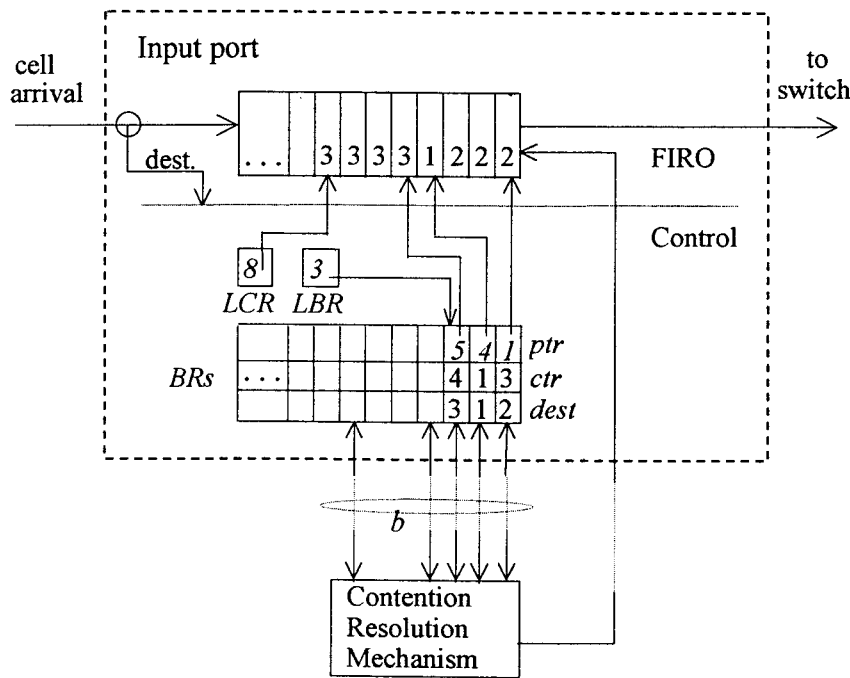 Input port
cell
arrival
to
switch
... 3 3 3 3 1 2 2 2
dest.
FIRO
Control
8 3
LCR LBR
5 4 1 ptr
BRs ... 4 1 3 ctr
3 1 2 dest
b
Contention
Resolution
Mechanism